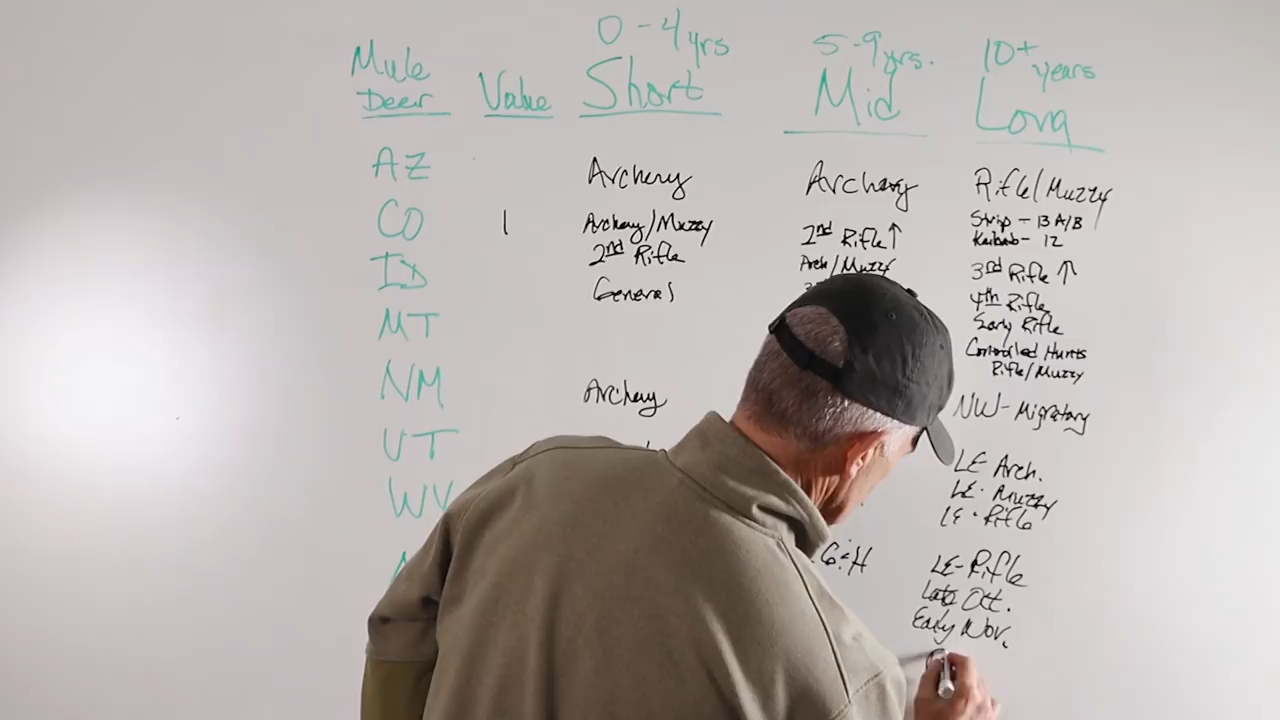 0-4 yrs 5-9 yrs. 10+ years
Mule Deer Value Short Mid Long
AZ Archery Archery Rifle/Muzzy
Strip - 13 A/B
Kaibab - 12
CO 1 Archery/Muzzy 2nd Rifle↑ 3rd Rifle ↑
2nd Rifle Arch/Muzzy 4th Rifle
Early Rifle
ID General Controlled Hunts
Rifle/Muzzy
MT
NM Archery NW-Migratory
UT LE Arch.
LE. Muzzy
LE. Rifle
G&H LE-Rifle
Late Oct.
Early Nov.